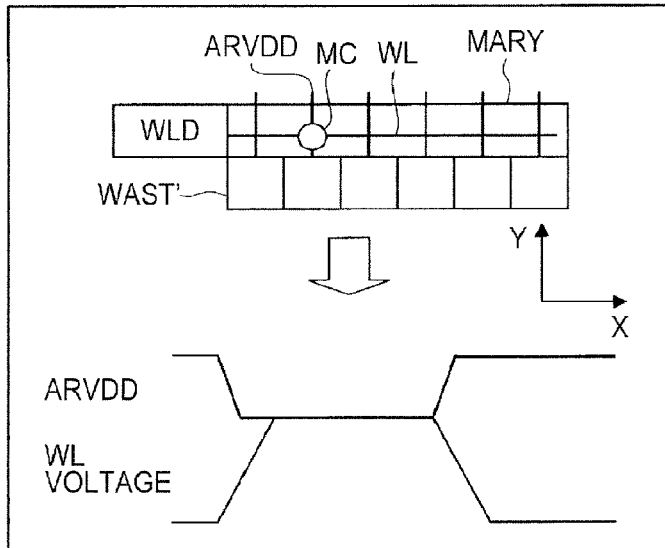 ARVDD MC WL MARY
WLD
WAST'
Y
X
ARVDD
WL
VOLTAGE